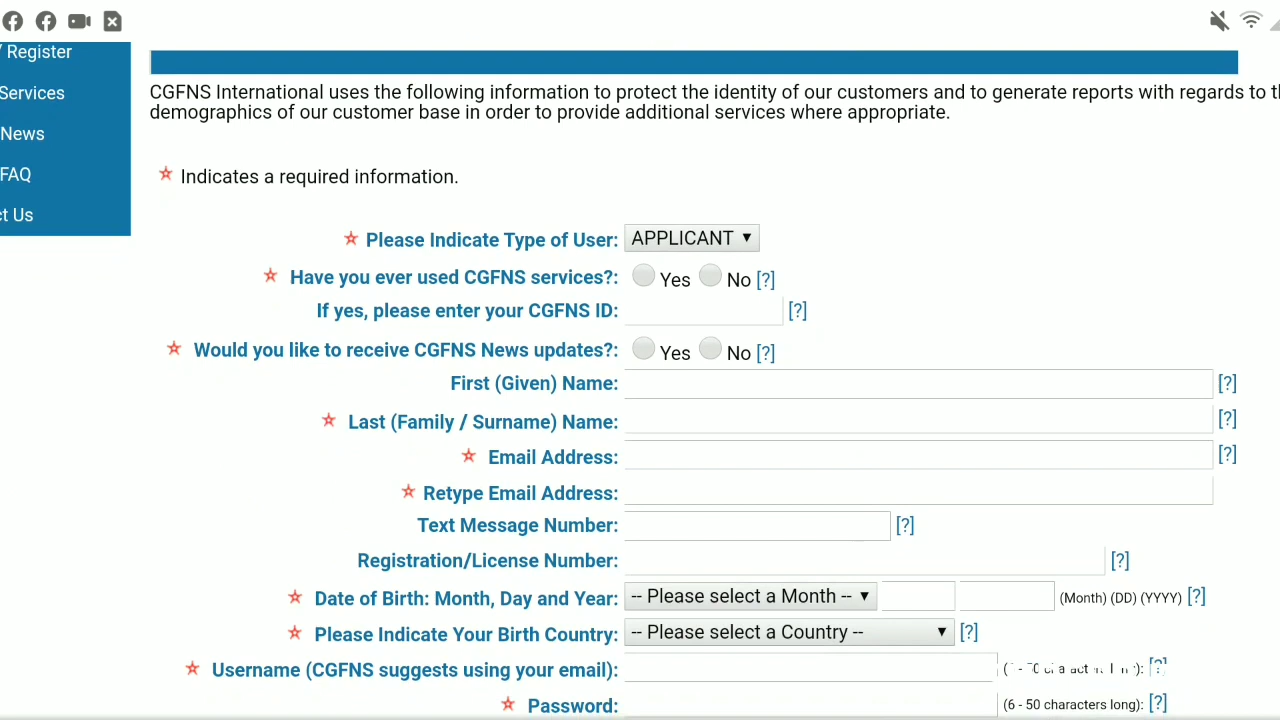 Register
Services
CGFNS International uses the following information to protect the identity of our customers and to generate reports with regards to
demographics of our customer base in order to provide additional services where appropriate.
News
FAQ
☆ Indicates a required information.
Us
☆ Please Indicate Type of User: APPLICANT ▼
☆ Have you ever used CGFNS services?: Yes No [?]
If yes, please enter your CGFNS ID: [?]
☆ Would you like to receive CGFNS News updates?: Yes No [?]
First (Given) Name: [?]
☆ Last (Family / Surname) Name: [?]
☆ Email Address: [?]
☆ Retype Email Address:
Text Message Number: [?]
Registration/License Number: [?]
☆ Date of Birth: Month, Day and Year: -- Please select a Month -- ▼ (Month) (DD) (YYYY) [?]
☆ Please Indicate Your Birth Country: -- Please select a Country -- ▼ [?]
☆ Username (CGFNS suggests using your email): [?]
☆ Password: (6 - 50 characters long): [?]